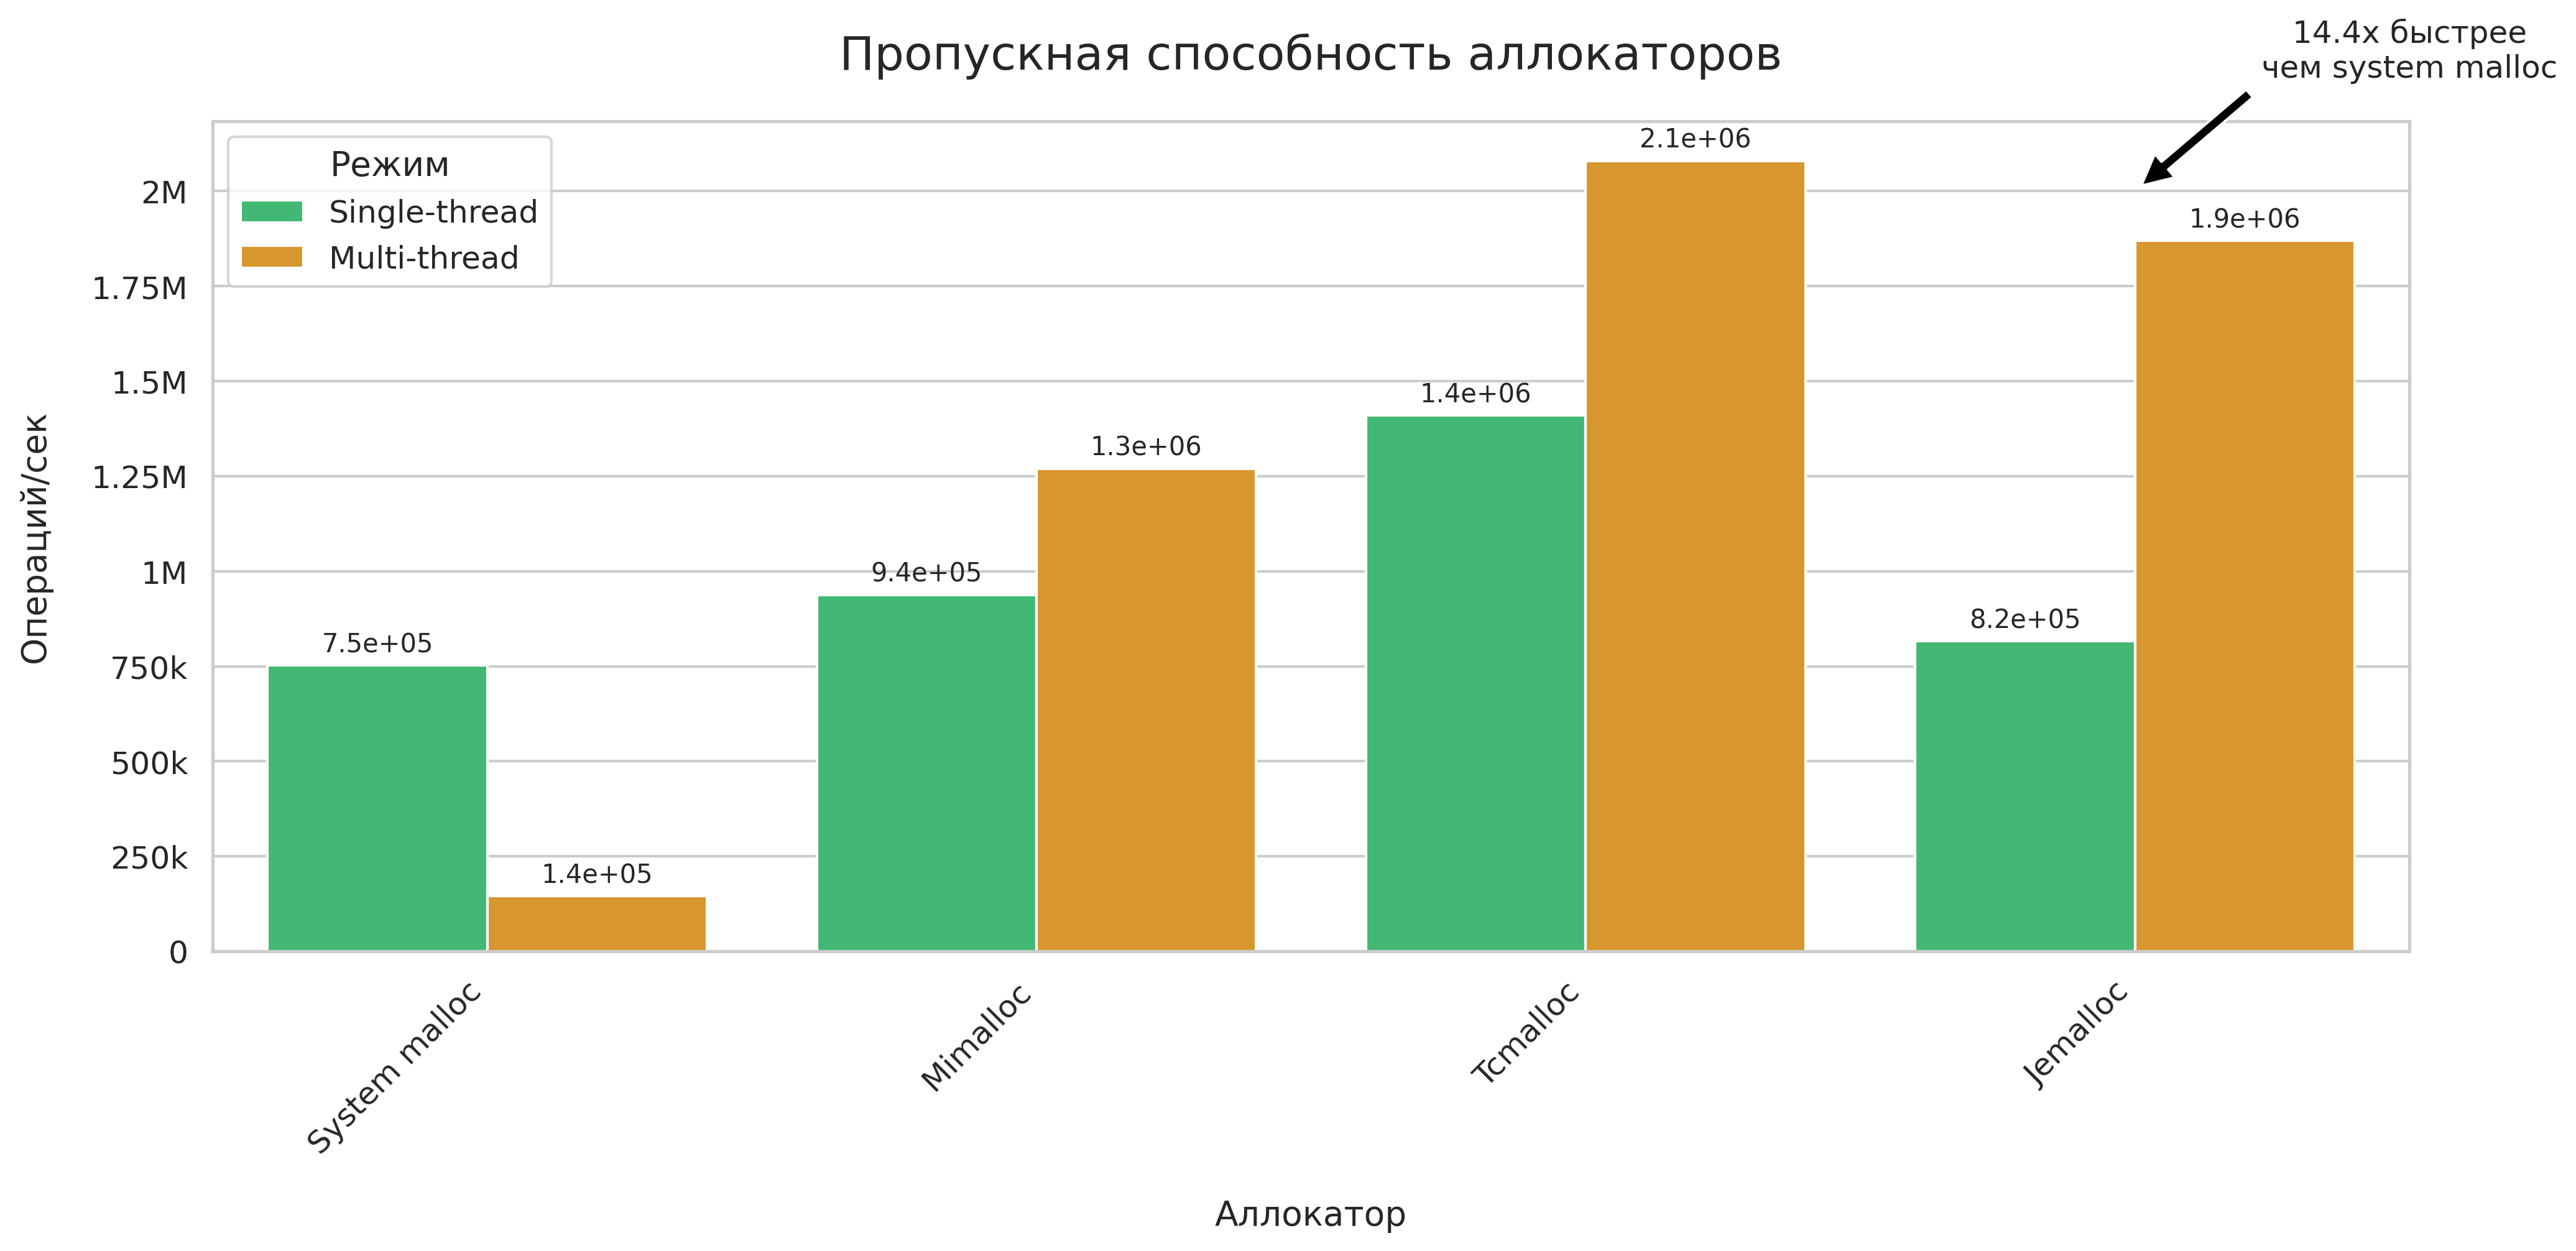 14.4x быстрее
чем system malloc
Пропускная способность аллокаторов
Режим
Single-thread
Multi-thread
Операций/сек
2M
1.75M
1.5M
1.25M
1M
750k
500k
250k
0
7.5e+05
1.4e+05
9.4e+05
1.3e+06
1.4e+06
2.1e+06
8.2e+05
1.9e+06
System malloc
Mimalloc
Tcmalloc
Jemalloc
Аллокатор